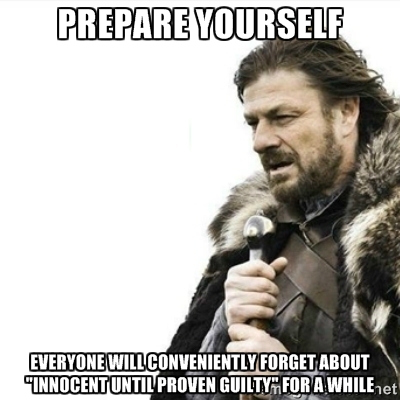 PREPARE YOURSELF
EVERYONE WILL CONVENIENTLY FORGET ABOUT
"INNOCENT UNTIL PROVEN GUILTY" FOR A WHILE